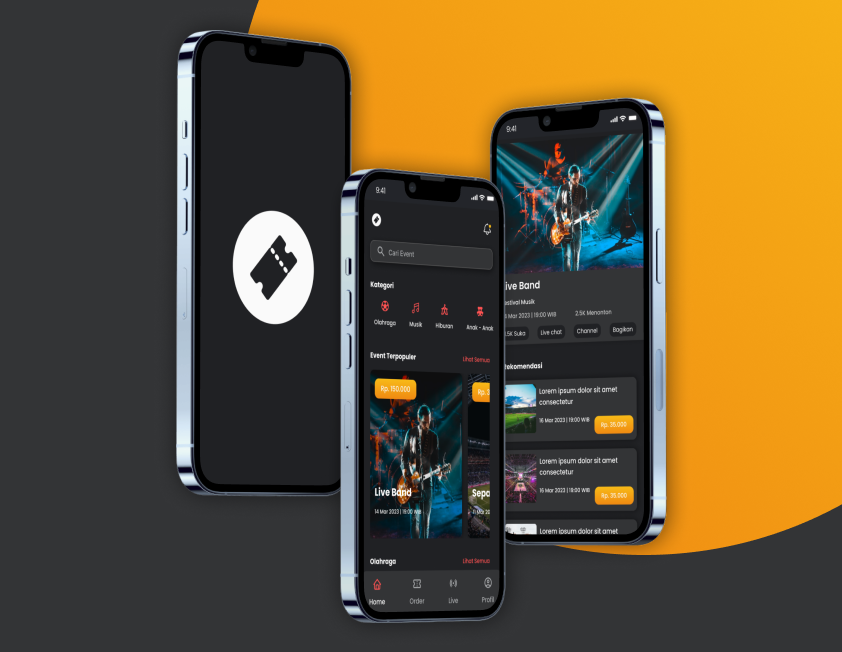 9:41
Cari Event
Kategori
Olahraga
Musik
Hiburan
Anak - Anak
Event Terpopuler
Lihat Semua
Rp. 150.000
Rp.
Live Band
14 Mar 2023 | 19:00 WIB
Sepa
11 Mar 20
Olahraga
Lihat Semua
Home
Order
Live
Profil
9:41
ive Band
estival Musik
Mar 2023 | 19:00 WIB
2.5K Menonton
.5K Suka
Live chat
Channel
Bagikan
ekomendasi
Lorem ipsum dolor sit amet
consectetur
16 Mar 2023 | 19:00 WIB
Rp. 35.000
Lorem ipsum dolor sit amet
consectetur
16 Mar 2023 | 19:00 WIB
Rp. 35.000
Lorem ipsum dolor sit amet